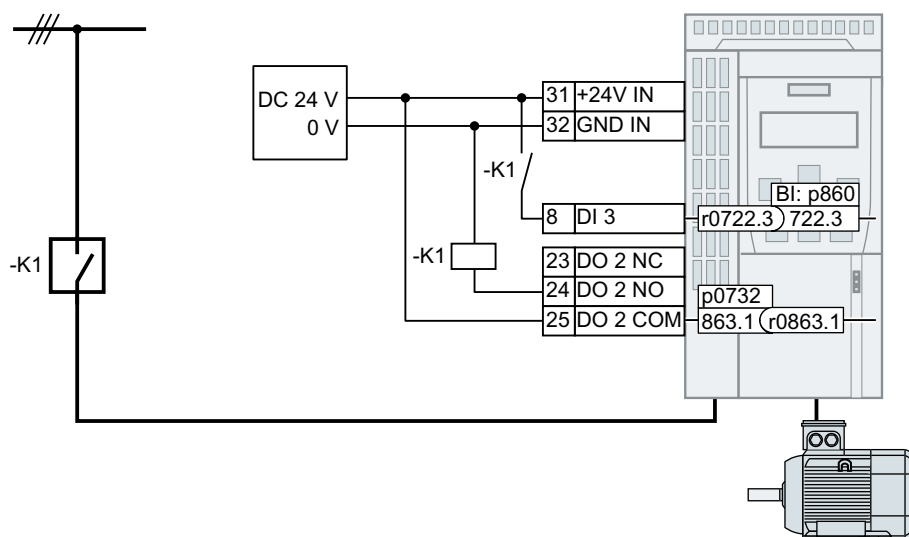 DC 24 V
0 V
31 +24V IN
32 GND IN
-K1
8 DI 3
BI: p860
r0722.3 722.3
-K1
-K1
23 DO 2 NC
24 DO 2 NO
25 DO 2 COM
p0732
863.1 r0863.1